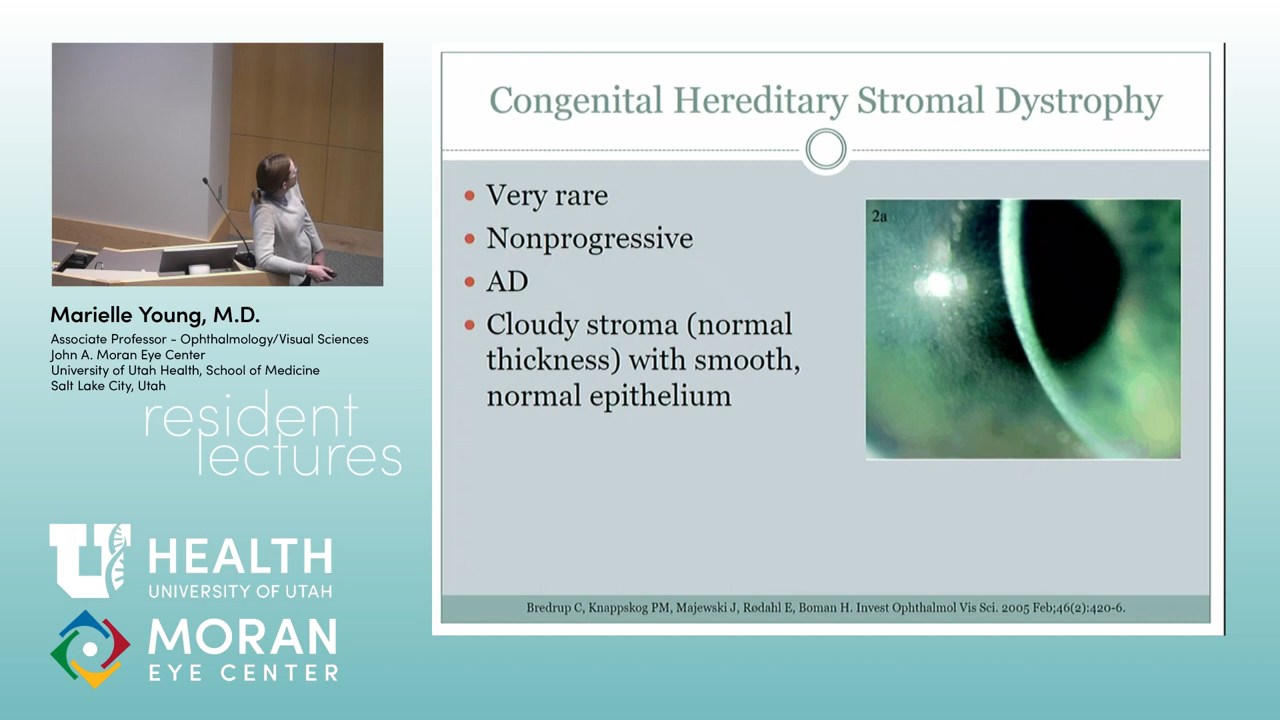 Congenital Hereditary Stromal Dystrophy
• Very rare
• Nonprogressive
• AD
• Cloudy stroma (normal
thickness) with smooth,
normal epithelium
2a
Bredrup C, Knappskog PM, Majewski J, Rødahl E, Boman H. Invest Ophthalmol Vis Sci. 2005 Feb;46(2):420-6.
Marielle Young, M.D.
Associate Professor - Ophthalmology/Visual Sciences
John A. Moran Eye Center
University of Utah Health, School of Medicine
Salt Lake City, Utah
resident
lectures
U HEALTH
UNIVERSITY OF UTAH
MORAN
EYE CENTER